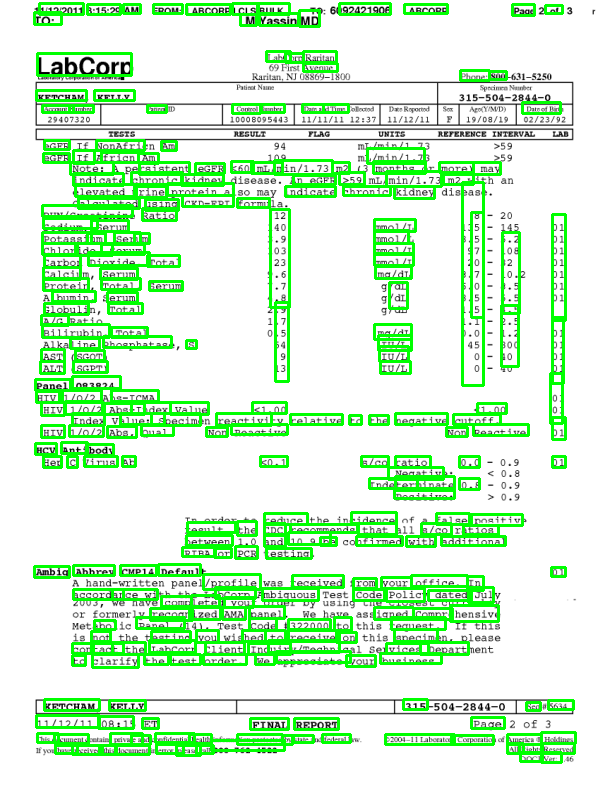 11/12/2011 8:15:29 AM FROM: LABCORP LCLS BULK TO: 6092421906 LABCORP Page 2 of 3
TO: M Yassin MD
LabCorp
LabCorp Raritan
69 First Avenue
Raritan, NJ 08869-1800 Phone: 800-631-5250
Patient Name Specimen Number
KETCHAM KELLY 315-504-2844-0
Account Number Patient ID Control Number Date and Time Collected Date Reported Sex Age(Y/M/D) Date of Birth
29407320 10008095443 11/11/11 12:37 11/12/11 F 19/08/19 02/23/92
TESTS RESULT FLAG UNITS REFERENCE INTERVAL LAB
eGFR If NonAfricn Am 94 mL/min/1.73 >59
eGFR If Africn Am 109 mL/min/1.73 >59
Note: A persistent eGFR <60 mL/min/1.73 m2 (3 months or more) may
indicate chronic kidney disease. An eGFR >59 mL/min/1.73 m2 with an
elevated urine protein also may indicate chronic kidney disease.
Calculated using CKD-EPI formula.
BUN/Creatinine Ratio 12 8 - 20
Sodium, Serum 40 mmol/L 135 - 145 01
Potassium, Serum .9 mmol/L 3.5 - 5.2 01
Chloride, Serum 03 mmol/L 97 - 108 01
Carbon Dioxide, Total 23 mmol/L 20 - 32 01
Calcium, Serum .6 mg/dL 8.7 - 10.2 01
Protein, Total, Serum .7 g/dL 6.0 - 8.5 01
Albumin, Serum .8 g/dL 3.5 - 5.5 01
Globulin, Total 2.9 g/dL 1.5 - 4.5
A/G Ratio 1.7 1.1 - 2.5
Bilirubin, Total 0.5 mg/dL 0.0 - 1.2 01
Alkaline Phosphatase, S 64 IU/L 45 - 300 01
AST (SGOT) 19 IU/L 0 - 40 01
ALT (SGPT) 13 IU/L 0 - 40 01
Panel 083824
HIV 1/O/2 Abs-ICMA 01
HIV 1/O/2 Abs-Index Value <1.00 <1.00 01
Index Value: Specimen reactivity relative to the negative cutoff.
HIV 1/O/2 Abs, Qual Non Reactive Non Reactive 01
HCV Antibody
Hep C Virus Ab <0.1 s/co ratio 0.0 - 0.9 01
Negative: < 0.8
Indeterminate 0.8 - 0.9
Positive: > 0.9
In order to reduce the incidence of a false positive
result, the CDC recommends that all s/co ratios
between 1.0 and 10.9 be confirmed with additional
RIBA or PCR testing.
Ambig Abbrev CMP14 Default 01
A hand-written panel/profile was received from your office. In
accordance with the LabCorp Ambiguous Test Code Policy dated July
2003, we have completed your order by using the closest
or formerly recognized AMA panel. We have assigned Comprehensive
Metabolic Panel (14), Test Code #322000 to this request. If this
is not the testing you wished to receive on this specimen, please
contact the LabCorp Client Inquiry/Technical Services Department
to clarify the test order. We appreciate your business.
KETCHAM KELLY 315-504-2844-0 Seq # 5634
11/12/11 08:15 ET FINAL REPORT Page 2 of 3
This document contains private and confidential health information protected by state and federal law. ©2004-11 Laboratory Corporation of America ® Holdings
If you have received this document in error, please call 800-762-4522 All Rights Reserved
DOC1 Ver: 1.46